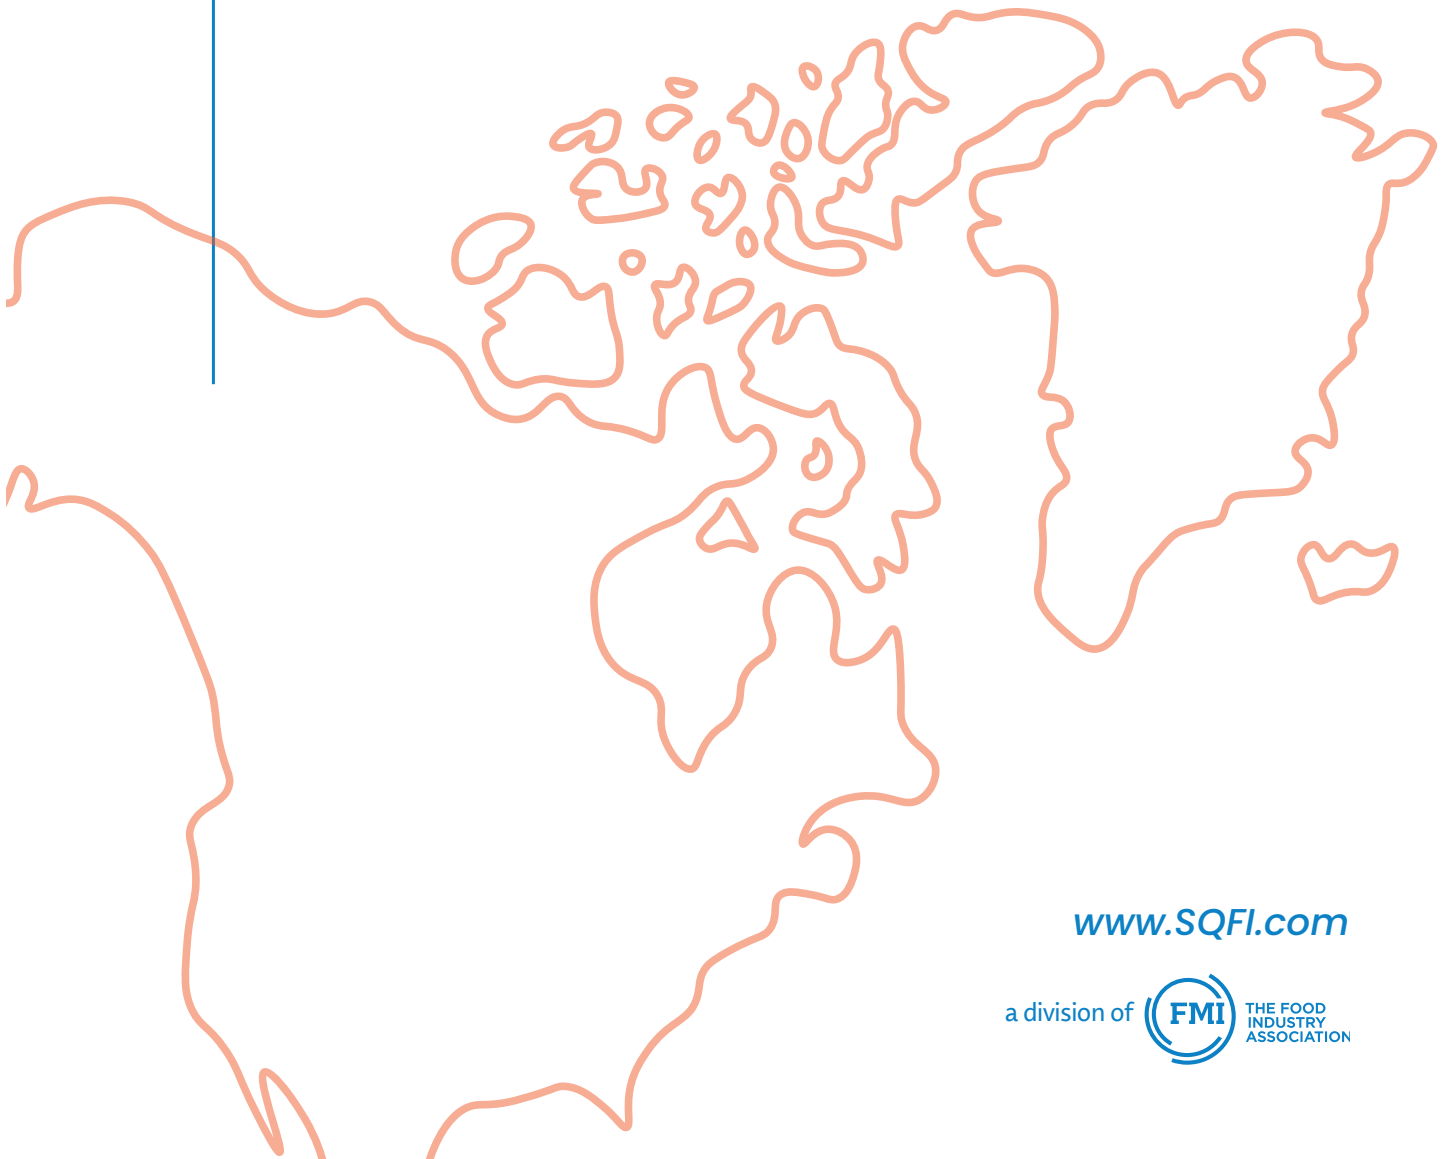 www.SQFI.com
a division of
FMI
THE FOOD
INDUSTRY
ASSOCIATION